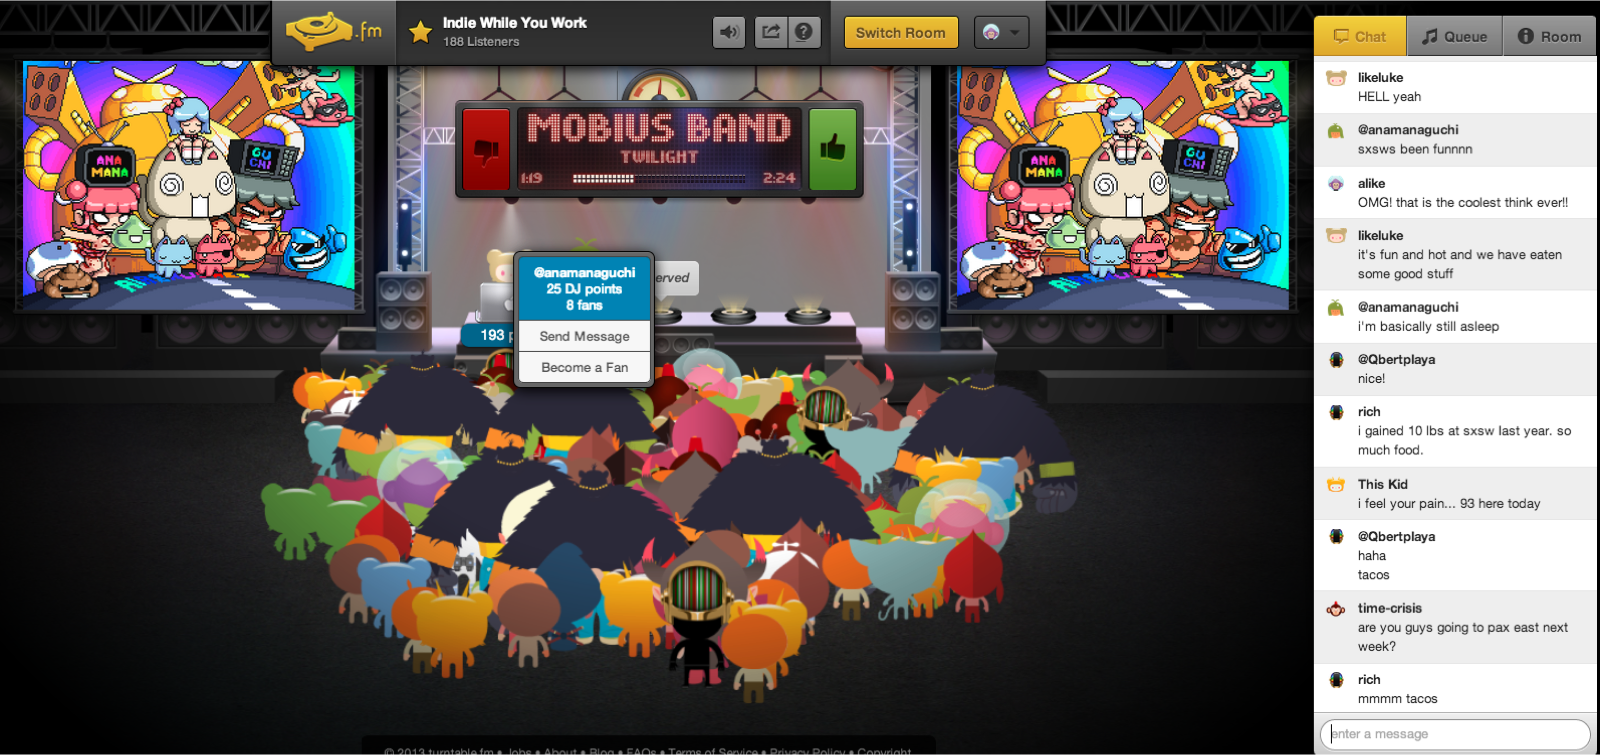 .fm
Indie While You Work
188 Listeners
Switch Room
Chat
Queue
Room
ANA
MANA
GU
CHI
MOBIUS BAND
TWILIGHT
1:19
2:24
ANA
MANA
GU
CHI
@anamanaguchi
25 DJ points
8 fans
Send Message
Become a Fan
erved
193 p
likeluke
HELL yeah
@anamanaguchi
sxsws been funnnn
alike
OMG! that is the coolest think ever!!
likeluke
it's fun and hot and we have eaten
some good stuff
@anamanaguchi
i'm basically still asleep
@Qbertplaya
nice!
rich
i gained 10 lbs at sxsw last year. so
much food.
This Kid
i feel your pain... 93 here today
@Qbertplaya
haha
tacos
time-crisis
are you guys going to pax east next
week?
rich
mmmm tacos
enter a message
© 2013 turntable.fm • Jobs • About • Blog • FAQs • Terms of Service • Privacy Policy • Copyright